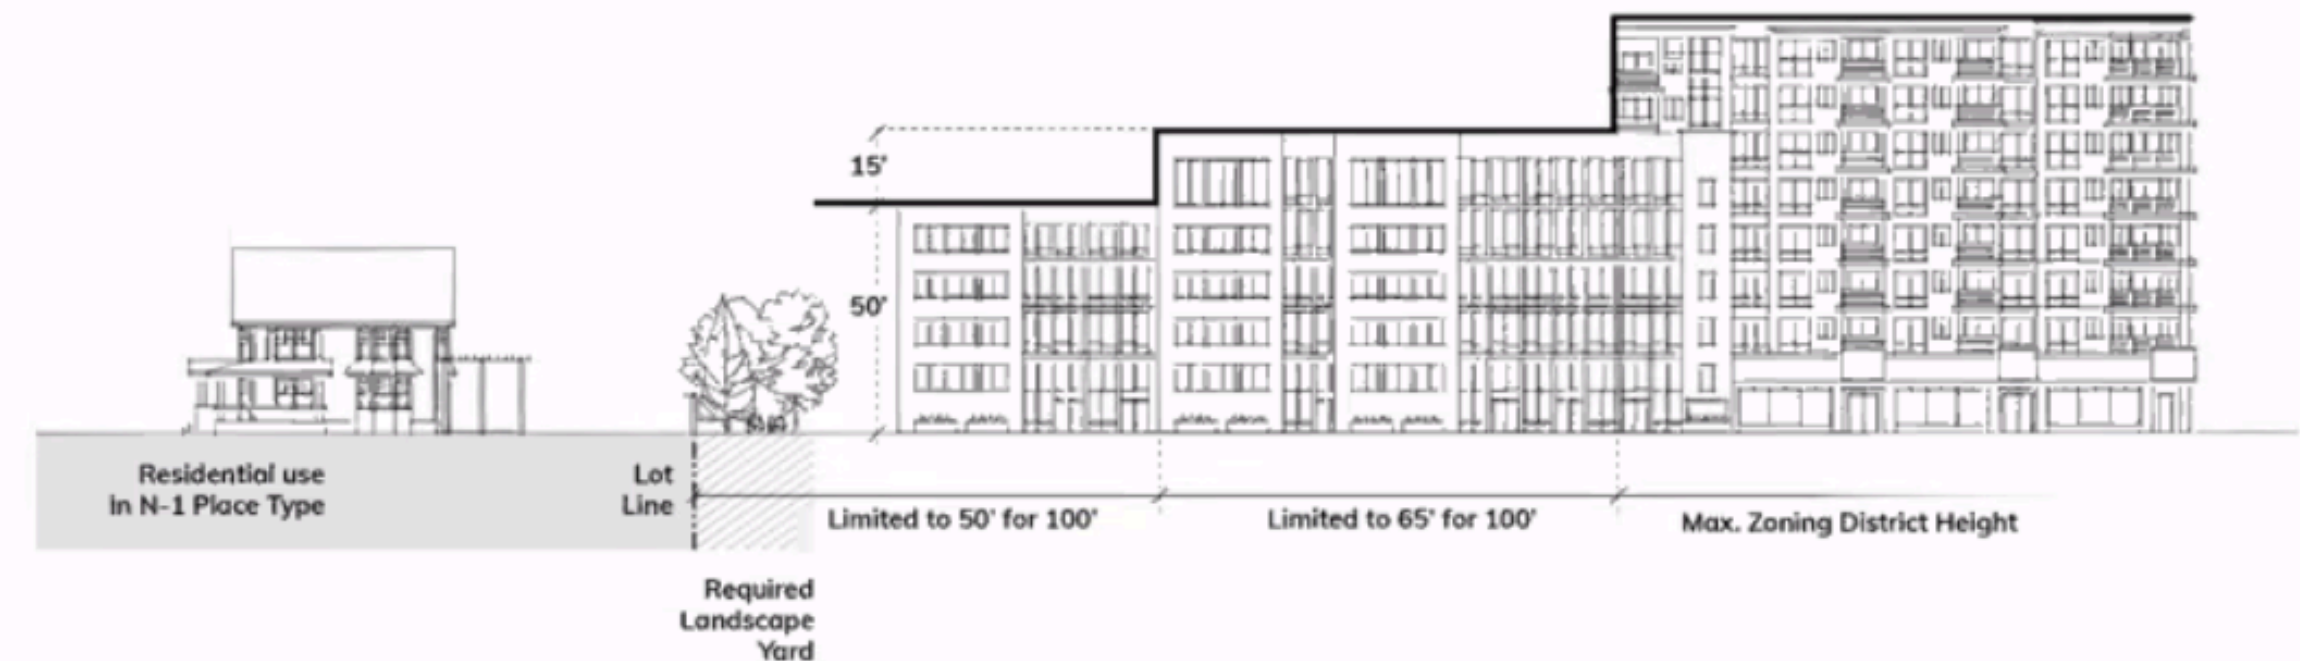 15'
50'
Residential use
in N-1 Place Type
Lot
Line
Limited to 50' for 100'
Limited to 65' for 100'
Max. Zoning District Height
Required
Landscape
Yard